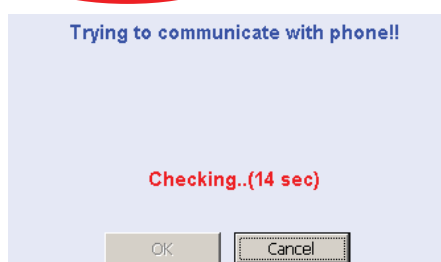 Trying to communicate with phone!!
Checking..(14 sec)
OK
Cancel